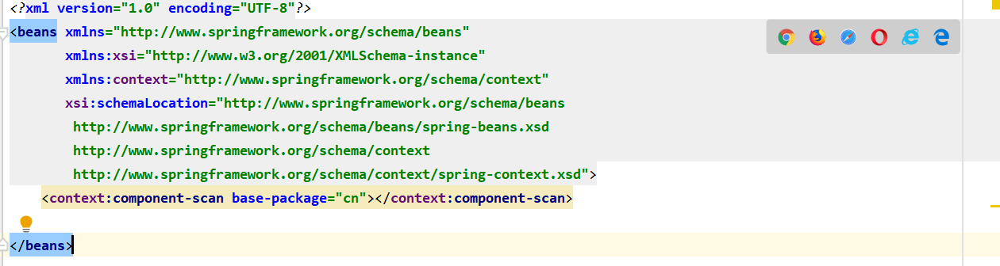 <?xml version="1.0" encoding="UTF-8"?>
<beans xmlns="http://www.springframework.org/schema/beans"
xmlns:xsi="http://www.w3.org/2001/XMLSchema-instance"
xmlns:context="http://www.springframework.org/schema/context"
xsi:schemaLocation="http://www.springframework.org/schema/beans
http://www.springframework.org/schema/beans/spring-beans.xsd
http://www.springframework.org/schema/context
http://www.springframework.org/schema/context/spring-context.xsd">
<context:component-scan base-package="cn"></context:component-scan>
</beans>